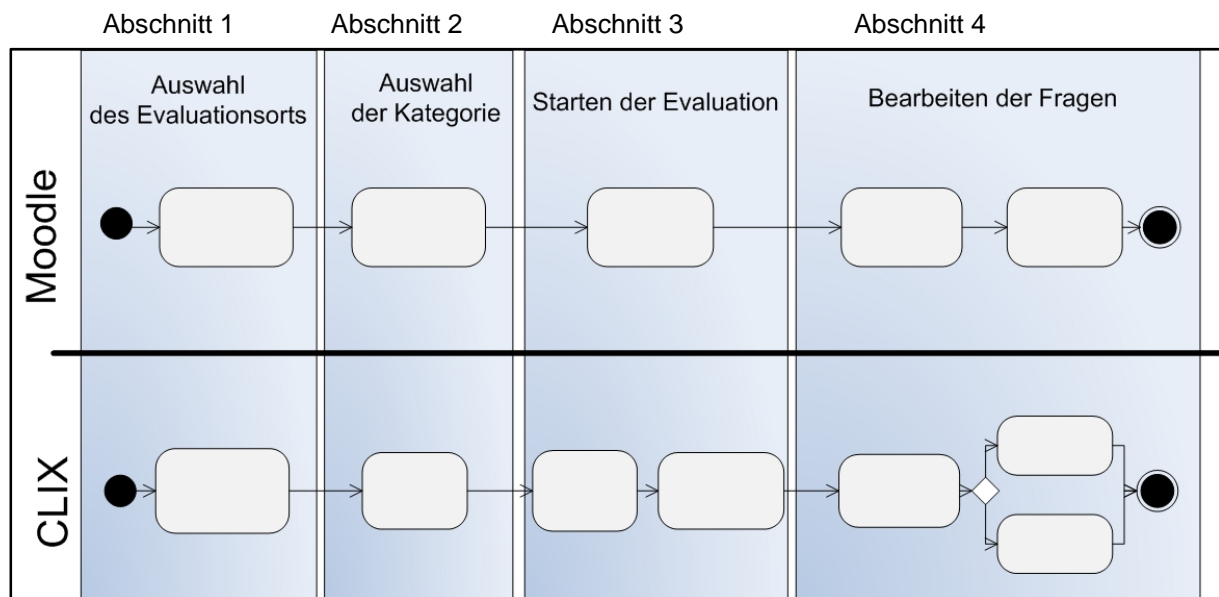 Abschnitt 1
Abschnitt 2
Abschnitt 3
Abschnitt 4
Auswahl
des Evaluationsorts
Auswahl
der Kategorie
Starten der Evaluation
Bearbeiten der Fragen
Moodle
CLIX